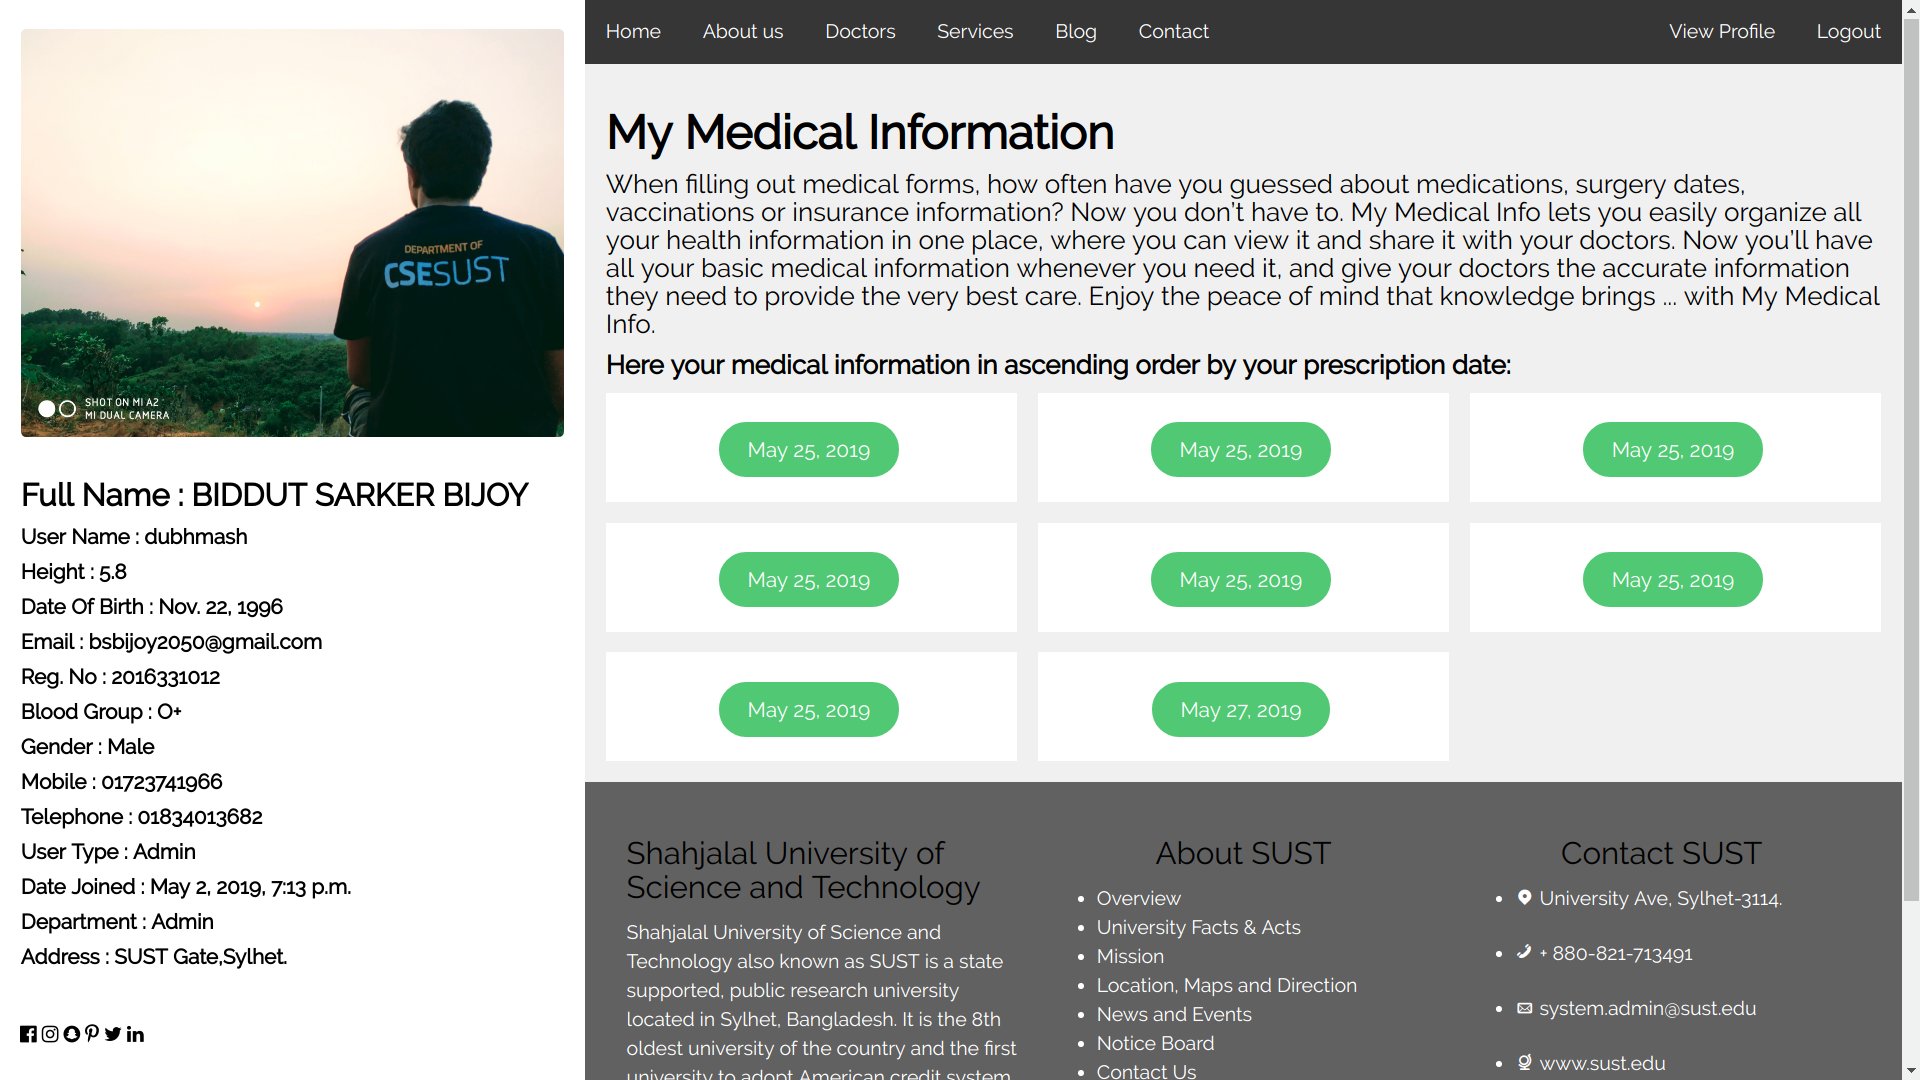 DEPARTMENT OF
CSESUST
SHOT ON MI A2
MI DUAL CAMERA
Full Name : BIDDUT SARKER BIJOY
User Name : dubhmash
Height : 5.8
Date Of Birth : Nov. 22, 1996
Email : bsbijoy2050@gmail.com
Reg. No : 2016331012
Blood Group : O+
Gender : Male
Mobile : 01723741966
Telephone : 01834013682
User Type : Admin
Date Joined : May 2, 2019, 7:13 p.m.
Department : Admin
Address : SUST Gate,Sylhet.
Home About us Doctors Services Blog Contact View Profile Logout
My Medical Information
When filling out medical forms, how often have you guessed about medications, surgery dates,
vaccinations or insurance information? Now you don't have to. My Medical Info lets you easily organize all
your health information in one place, where you can view it and share it with your doctors. Now you'll have
all your basic medical information whenever you need it, and give your doctors the accurate information
they need to provide the very best care. Enjoy the peace of mind that knowledge brings ... with My Medical
Info.
Here your medical information in ascending order by your prescription date:
May 25, 2019 May 25, 2019 May 25, 2019
May 25, 2019 May 25, 2019 May 25, 2019
May 25, 2019 May 27, 2019
Shahjalal University of
Science and Technology
Shahjalal University of Science and
Technology also known as SUST is a state
supported, public research university
located in Sylhet, Bangladesh. It is the 8th
oldest university of the country and the first
university to adopt American credit system
About SUST
• Overview
• University Facts & Acts
• Mission
• Location, Maps and Direction
• News and Events
• Notice Board
• Contact Us
Contact SUST
• University Ave, Sylhet-3114.
• + 880-821-713491
• system.admin@sust.edu
• www.sust.edu